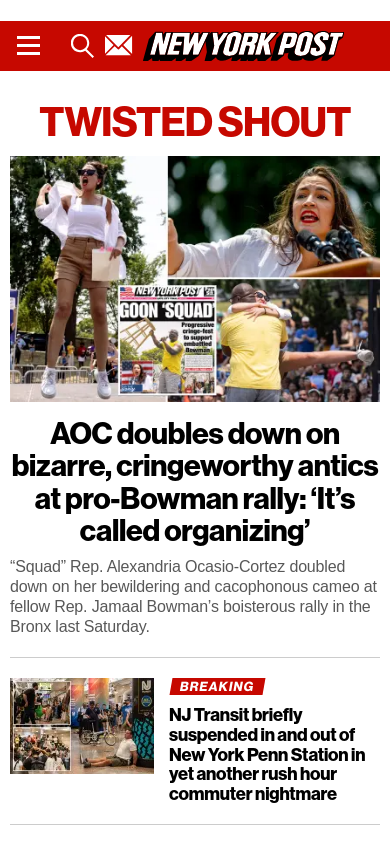 NEW YORK POST
TWISTED SHOUT
NEW YORK POST
GOON ‘SQUAD’
Progressive
cringe-fest
to support
embattled
Bowman
AOC doubles down on
bizarre, cringeworthy antics
at pro-Bowman rally: ‘It’s
called organizing’
“Squad” Rep. Alexandria Ocasio-Cortez doubled
down on her bewildering and cacophonous cameo at
fellow Rep. Jamaal Bowman’s boisterous rally in the
Bronx last Saturday.
BREAKING
NJ Transit briefly
suspended in and out of
New York Penn Station in
yet another rush hour
commuter nightmare